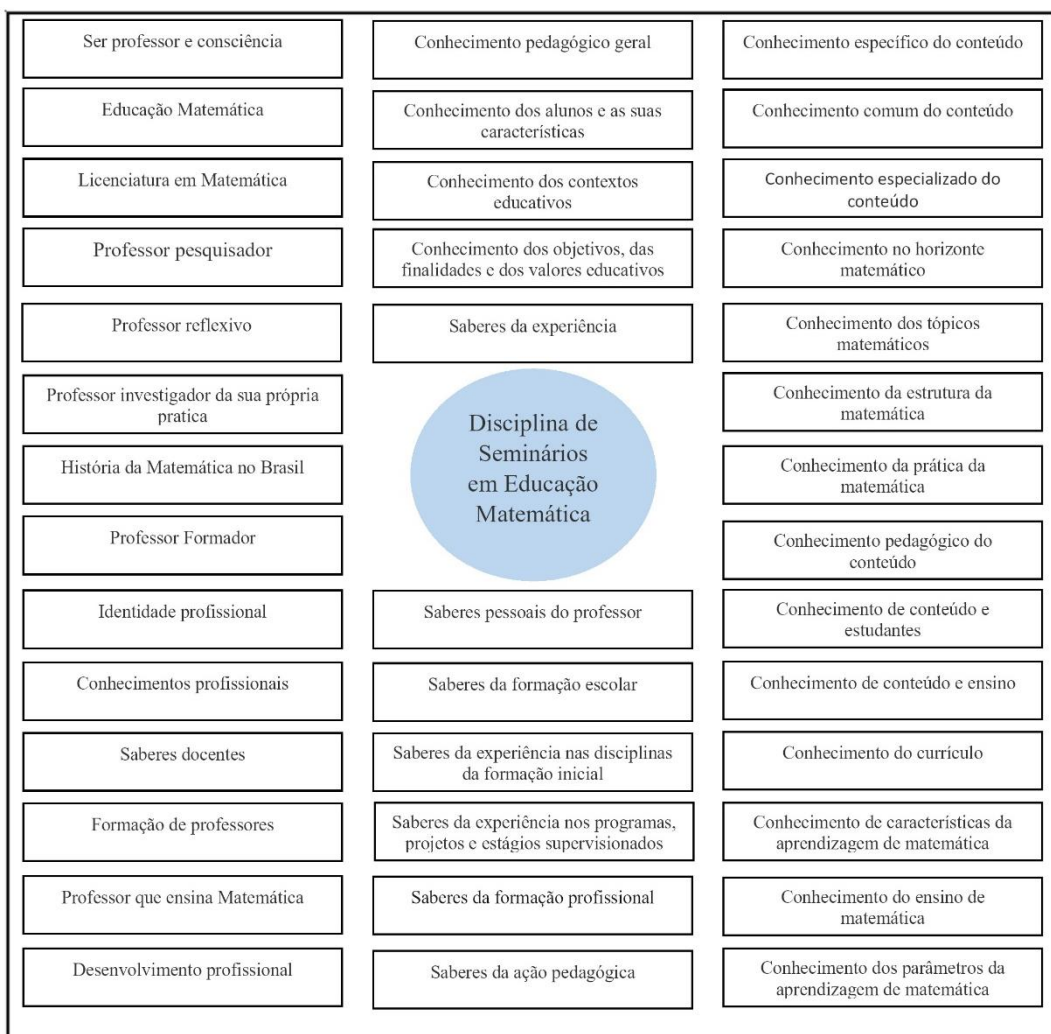 Ser professor e consciência
Educação Matemática
Licenciatura em Matemática
Professor pesquisador
Professor reflexivo
Professor investigador da sua própria
pratica
História da Matemática no Brasil
Professor Formador
Identidade profissional
Conhecimentos profissionais
Saberes docentes
Formação de professores
Professor que ensina Matemática
Desenvolvimento profissional
Conhecimento pedagógico geral
Conhecimento dos alunos e as suas
características
Conhecimento dos contextos
educativos
Conhecimento dos objetivos, das
finalidades e dos valores educativos
Saberes da experiência
Disciplina de
Seminários
em Educação
Matemática
Saberes pessoais do professor
Saberes da formação escolar
Saberes da experiência nas disciplinas
da formação inicial
Saberes da experiência nos programas,
projetos e estágios supervisionados
Saberes da formação profissional
Saberes da ação pedagógica
Conhecimento específico do conteúdo
Conhecimento comum do conteúdo
Conhecimento especializado do
conteúdo
Conhecimento no horizonte
matemático
Conhecimento dos tópicos
matemáticos
Conhecimento da estrutura da
matemática
Conhecimento da prática da
matemática
Conhecimento pedagógico do
conteúdo
Conhecimento de conteúdo e
estudantes
Conhecimento de conteúdo e ensino
Conhecimento do currículo
Conhecimento de características da
aprendizagem de matemática
Conhecimento do ensino de
matemática
Conhecimento dos parâmetros da
aprendizagem de matemática